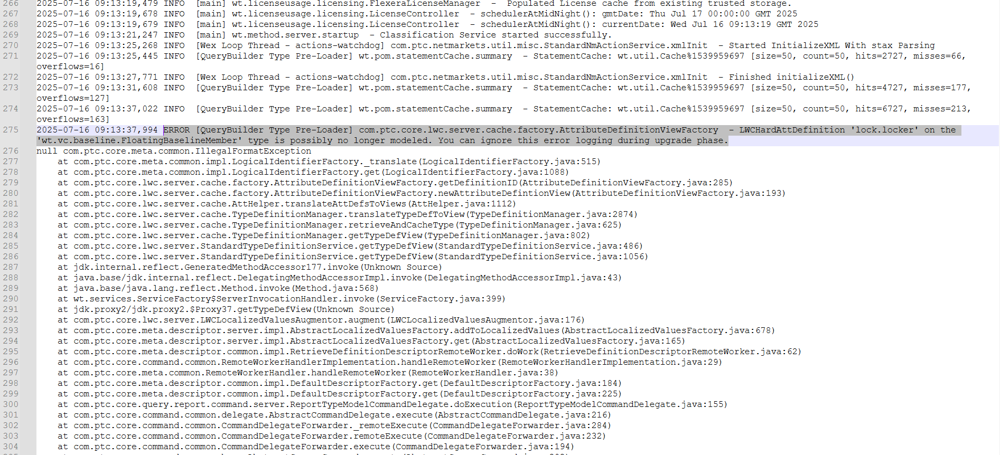 266 2025-07-16 09:13:19,479 INFO  [main] wt.licenseusage.licensing.FlexeraLicenseManager  -  Populated License cache from existing trusted storage.
267 2025-07-16 09:13:19,678 INFO  [main] wt.licenseusage.licensing.LicenseController  - schedulerAtMidNight(): gmtDate: Thu Jul 17 00:00:00 GMT 2025
268 2025-07-16 09:13:19,679 INFO  [main] wt.licenseusage.licensing.LicenseController  - schedulerAtMidNight(): currentDate: Wed Jul 16 09:13:19 GMT 2025
269 2025-07-16 09:13:21,247 INFO  [main] wt.method.server.startup  - Classification Service started successfully.
270 2025-07-16 09:13:25,268 INFO  [Wex Loop Thread - actions-watchdog] com.ptc.netmarkets.util.misc.StandardNmActionService.xmlInit  - Started InitializeXML With stax Parsing
271 2025-07-16 09:13:25,445 INFO  [QueryBuilder Type Pre-Loader] wt.pom.statementCache.summary  - StatementCache: wt.util.Cache%1539959697 [size=50, count=50, hits=2727, misses=66,
overflows=16]
272 2025-07-16 09:13:27,771 INFO  [Wex Loop Thread - actions-watchdog] com.ptc.netmarkets.util.misc.StandardNmActionService.xmlInit  - Finished initializeXML()
273 2025-07-16 09:13:31,608 INFO  [QueryBuilder Type Pre-Loader] wt.pom.statementCache.summary  - StatementCache: wt.util.Cache%1539959697 [size=50, count=50, hits=4727, misses=177,
overflows=127]
274 2025-07-16 09:13:37,022 INFO  [QueryBuilder Type Pre-Loader] wt.pom.statementCache.summary  - StatementCache: wt.util.Cache%1539959697 [size=50, count=50, hits=6727, misses=213,
overflows=163]
275 2025-07-16 09:13:37,994 ERROR [QueryBuilder Type Pre-Loader] com.ptc.core.lwc.server.cache.factory.AttributeDefinitionViewFactory  - LWCHardAttDefinition 'lock.locker' on the
'wt.vc.baseline.FloatingBaselineMember' type is possibly no longer modeled. You can ignore this error logging during upgrade phase.
276 null com.ptc.core.meta.common.IllegalFormatException
277     at com.ptc.core.meta.common.impl.LogicalIdentifierFactory._translate(LogicalIdentifierFactory.java:515)
278     at com.ptc.core.meta.common.impl.LogicalIdentifierFactory.get(LogicalIdentifierFactory.java:1088)
279     at com.ptc.core.lwc.server.cache.factory.AttributeDefinitionViewFactory.getDefinitionID(AttributeDefinitionViewFactory.java:285)
280     at com.ptc.core.lwc.server.cache.factory.AttributeDefinitionViewFactory.newAttributeDefintionView(AttributeDefinitionViewFactory.java:193)
281     at com.ptc.core.lwc.server.cache.AttHelper.translateAttDefsToViews(AttHelper.java:1112)
282     at com.ptc.core.lwc.server.cache.TypeDefinitionManager.translateTypeDefToView(TypeDefinitionManager.java:2874)
283     at com.ptc.core.lwc.server.cache.TypeDefinitionManager.retrieveAndCacheType(TypeDefinitionManager.java:625)
284     at com.ptc.core.lwc.server.cache.TypeDefinitionManager.getTypeDefView(TypeDefinitionManager.java:802)
285     at com.ptc.core.lwc.server.StandardTypeDefinitionService.getTypeDefView(StandardTypeDefinitionService.java:486)
286     at com.ptc.core.lwc.server.StandardTypeDefinitionService.getTypeDefView(StandardTypeDefinitionService.java:1056)
287     at jdk.internal.reflect.GeneratedMethodAccessor177.invoke(Unknown Source)
288     at java.base/jdk.internal.reflect.DelegatingMethodAccessorImpl.invoke(DelegatingMethodAccessorImpl.java:43)
289     at java.base/java.lang.reflect.Method.invoke(Method.java:568)
290     at wt.services.ServiceFactory$ServerInvocationHandler.invoke(ServiceFactory.java:399)
291     at jdk.proxy2/jdk.proxy2.$Proxy37.getTypeDefView(Unknown Source)
292     at com.ptc.core.lwc.server.LWCLocalizedValuesAugmentor.augment(LWCLocalizedValuesAugmentor.java:176)
293     at com.ptc.core.meta.descriptor.server.impl.AbstractLocalizedValuesFactory.addToLocalizedValues(AbstractLocalizedValuesFactory.java:678)
294     at com.ptc.core.meta.descriptor.server.impl.AbstractLocalizedValuesFactory.get(AbstractLocalizedValuesFactory.java:165)
295     at com.ptc.core.meta.descriptor.common.impl.RetrieveDefinitionDescriptorRemoteWorker.doWork(RetrieveDefinitionDescriptorRemoteWorker.java:62)
296     at com.ptc.core.command.common.RemoteWorkerHandlerImplementation.handleRemoteWorker(RemoteWorkerHandlerImplementation.java:29)
297     at com.ptc.core.meta.common.RemoteWorkerHandler.handleRemoteWorker(RemoteWorkerHandler.java:38)
298     at com.ptc.core.meta.descriptor.common.impl.DefaultDescriptorFactory.get(DefaultDescriptorFactory.java:184)
299     at com.ptc.core.meta.descriptor.common.impl.DefaultDescriptorFactory.get(DefaultDescriptorFactory.java:225)
300     at com.ptc.core.query.report.command.server.ReportTypeModelCommandDelegate.doExecution(ReportTypeModelCommandDelegate.java:155)
301     at com.ptc.core.command.common.delegate.AbstractCommandDelegate.execute(AbstractCommandDelegate.java:216)
302     at com.ptc.core.command.common.CommandDelegateForwarder._remoteExecute(CommandDelegateForwarder.java:284)
303     at com.ptc.core.command.common.CommandDelegateForwarder.remoteExecute(CommandDelegateForwarder.java:232)
304     at com.ptc.core.command.common.CommandDelegateForwarder.execute(CommandDelegateForwarder.java:194)